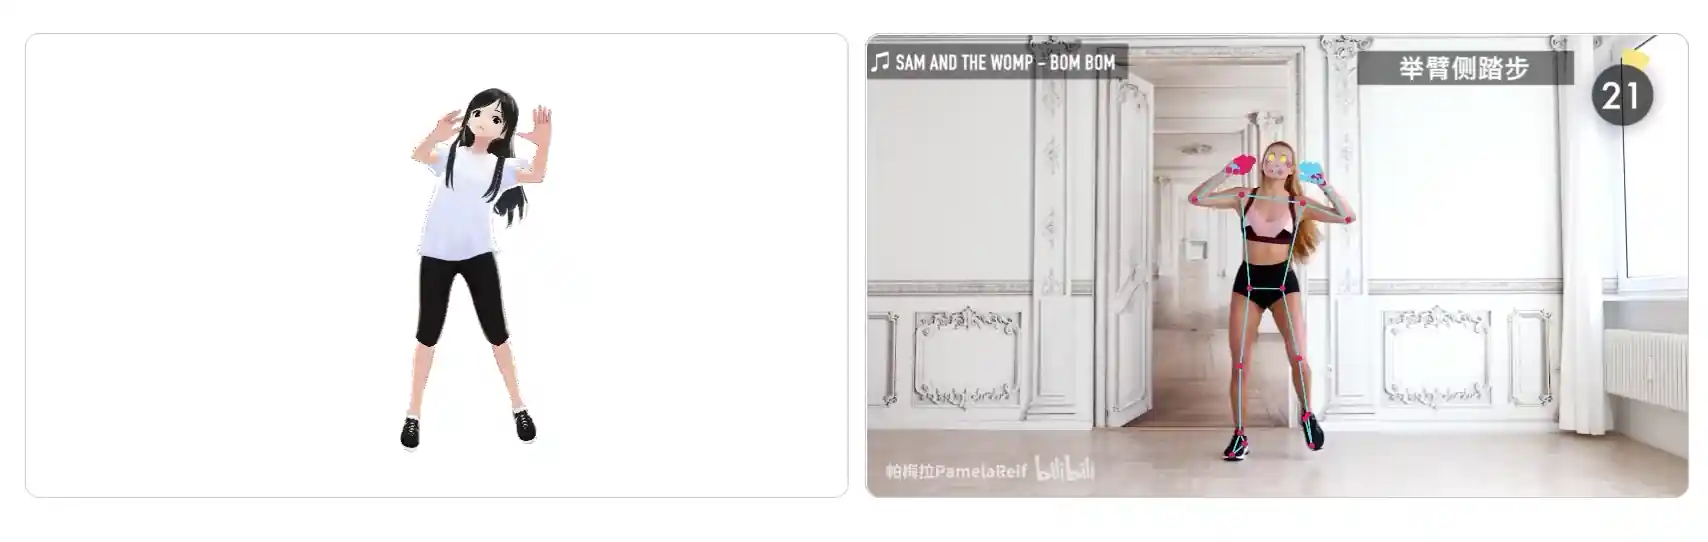 SAM AND THE WOMP - BOM BOM
举臂侧踏步
21
帕梅拉PamelaReif bilibili